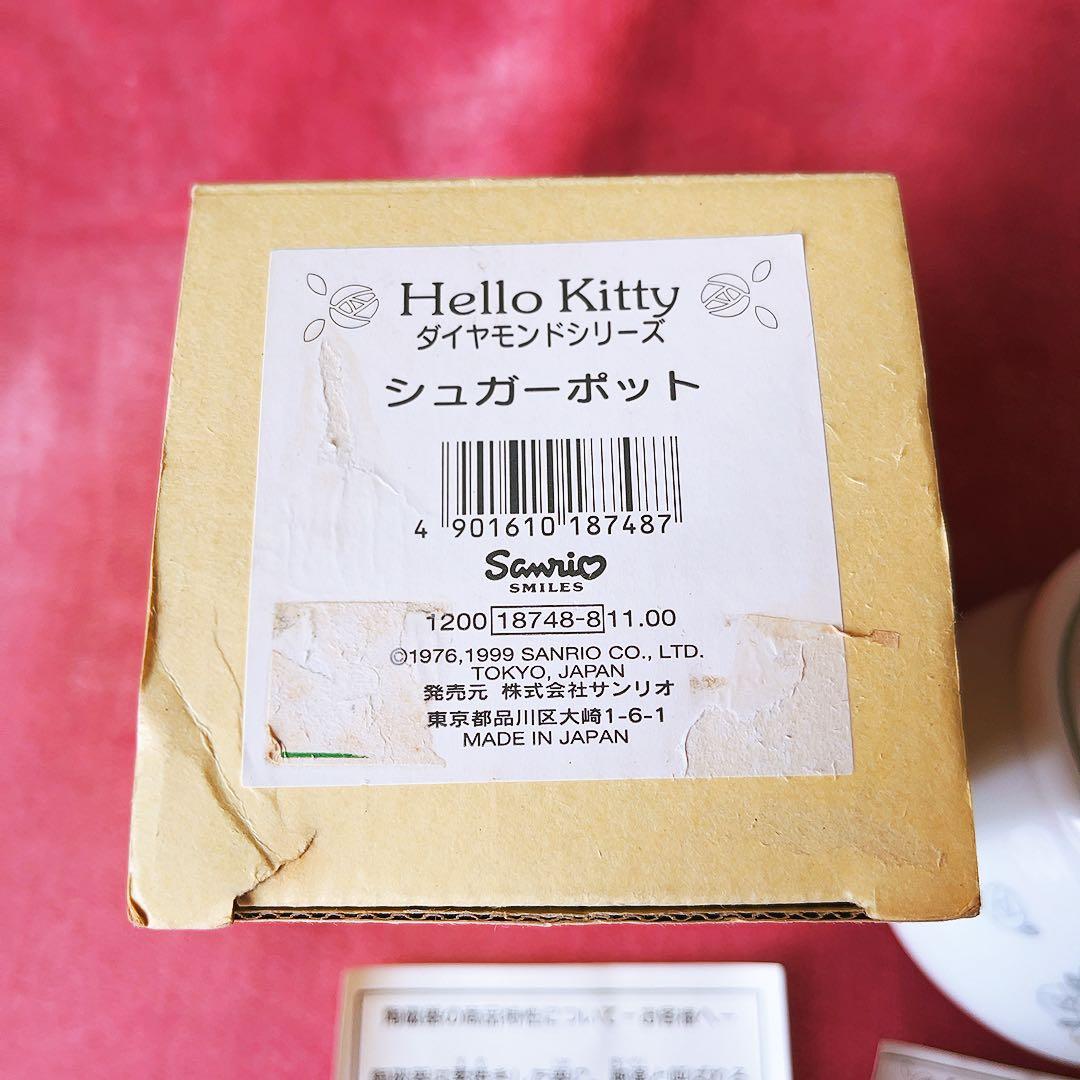 Hello Kitty
ダイヤモンドシリーズ
シュガーポット
4 901610 187487
Sanrio
SMILES
1200 18748-8 11.00
©1976,1999 SANRIO CO., LTD.
TOKYO, JAPAN
発売元 株式会社サンリオ
東京都品川区大崎1-6-1
MADE IN JAPAN